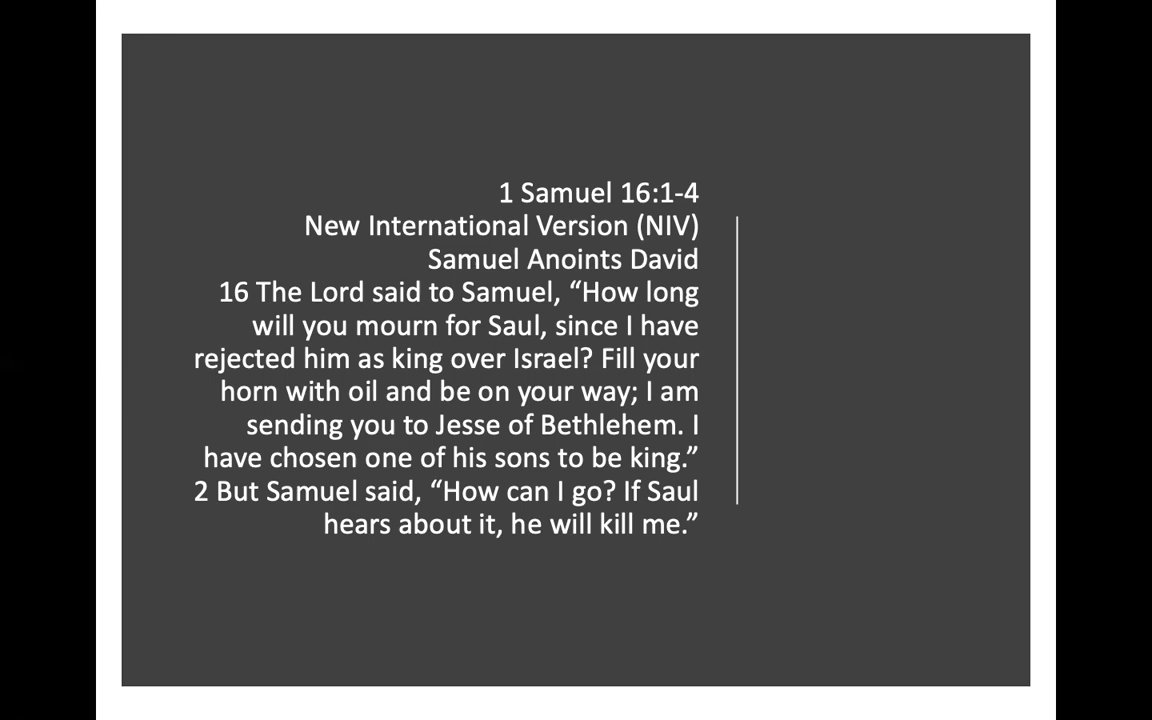 1 Samuel 16:1-4
New International Version (NIV)
Samuel Anoints David
16 The Lord said to Samuel, “How long
will you mourn for Saul, since I have
rejected him as king over Israel? Fill your
horn with oil and be on your way; I am
sending you to Jesse of Bethlehem. I
have chosen one of his sons to be king.”
2 But Samuel said, “How can I go? If Saul
hears about it, he will kill me.”